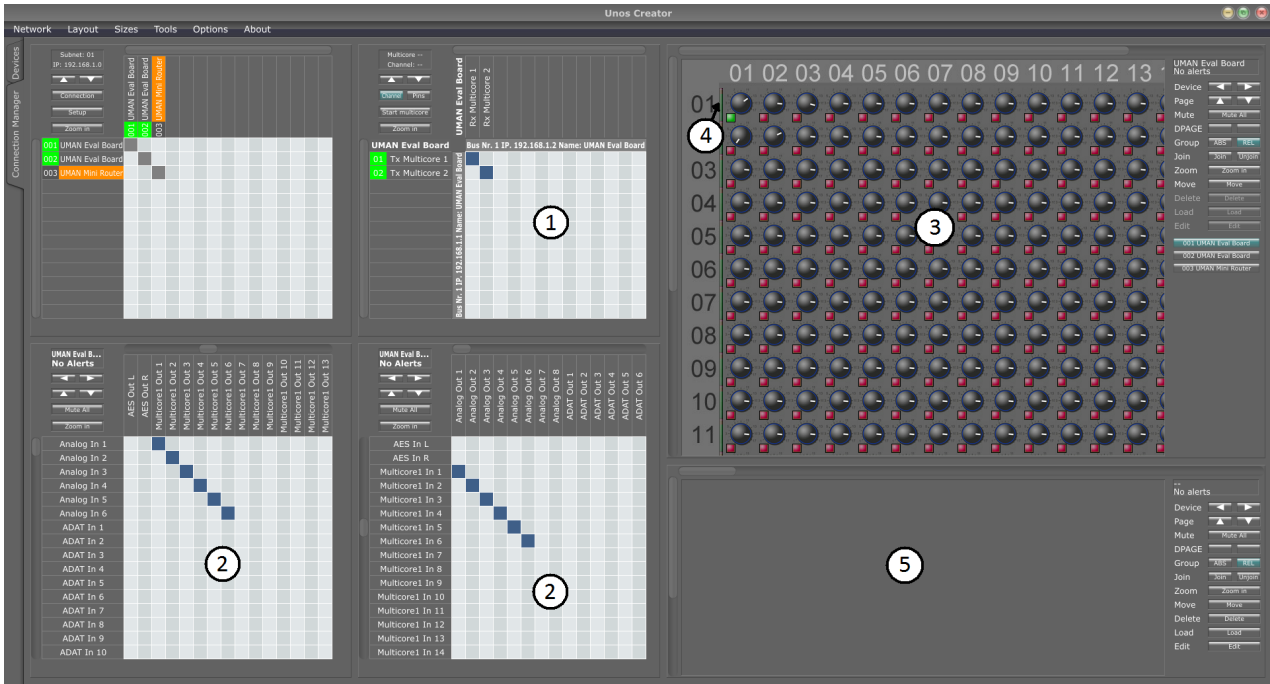 Unos Creator
Network Layout Sizes Tools Options About
Devices
Connection Manager
Subnet: 01
IP: 192.168.1.0
Connection
Setup
Zoom in
UMAN Eval Board
UMAN Eval Board
UMAN Mini Router
001
002
003
001 UMAN Eval Board
002 UMAN Eval Board
003 UMAN Mini Router
Multicore --
Channel: --
Channel Pins
Start multicore
Zoom in
UMAN Eval Board
Rx Multicore 1
Rx Multicore 2
UMAN Eval Board
Bus Nr. 1 IP. 192.168.1.2 Name: UMAN Eval Board
01 Tx Multicore 1
02 Tx Multicore 2
Bus Nr. 1 IP. 192.168.1.1 Name: UMAN Eval Board
1
01 02 03 04 05 06 07 08 09 10 11 12 13
01
4
03
04
05
3
06
07
08
09
10
11
UMAN Eval Board
No alerts
Device
Page
Mute Mute All
DPAGE
Group ABS REL
Join Join Unjoin
Zoom Zoom in
Move Move
Delete Delete
Load Load
Edit Edit
001 UMAN Eval Board
002 UMAN Eval Board
003 UMAN Mini Router
UMAN Eval B...
No Alerts
Mute All
Zoom in
AES Out L
AES Out R
Multicore1 Out 1
Multicore1 Out 2
Multicore1 Out 3
Multicore1 Out 4
Multicore1 Out 5
Multicore1 Out 6
Multicore1 Out 7
Multicore1 Out 8
Multicore1 Out 9
Multicore1 Out 10
Multicore1 Out 11
Multicore1 Out 12
Multicore1 Out 13
Analog In 1
Analog In 2
Analog In 3
Analog In 4
Analog In 5
Analog In 6
ADAT In 1
ADAT In 2
ADAT In 3
ADAT In 4
ADAT In 5
ADAT In 6
ADAT In 7
ADAT In 8
ADAT In 9
ADAT In 10
2
UMAN Eval B...
No Alerts
Mute All
Zoom in
Analog Out 1
Analog Out 2
Analog Out 3
Analog Out 4
Analog Out 5
Analog Out 6
Analog Out 7
Analog Out 8
ADAT Out 1
ADAT Out 2
ADAT Out 3
ADAT Out 4
ADAT Out 5
ADAT Out 6
AES In L
AES In R
Multicore1 In 1
Multicore1 In 2
Multicore1 In 3
Multicore1 In 4
Multicore1 In 5
Multicore1 In 6
Multicore1 In 7
Multicore1 In 8
Multicore1 In 9
Multicore1 In 10
Multicore1 In 11
Multicore1 In 12
Multicore1 In 13
Multicore1 In 14
2
5
--
No alerts
Device
Page
Mute Mute All
DPAGE
Group ABS REL
Join Join Unjoin
Zoom Zoom in
Move Move
Delete Delete
Load Load
Edit Edit